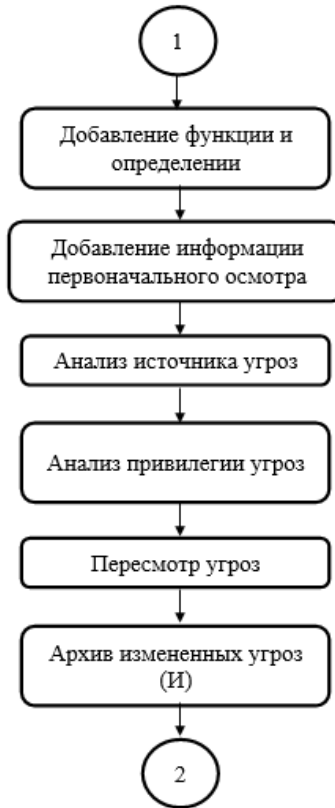 1
Добавление функции и
определении
Добавление информации
первоначального осмотра
Анализ источника угроз
Анализ привилегии угроз
Пересмотр угроз
Архив измененных угроз
(И)
2